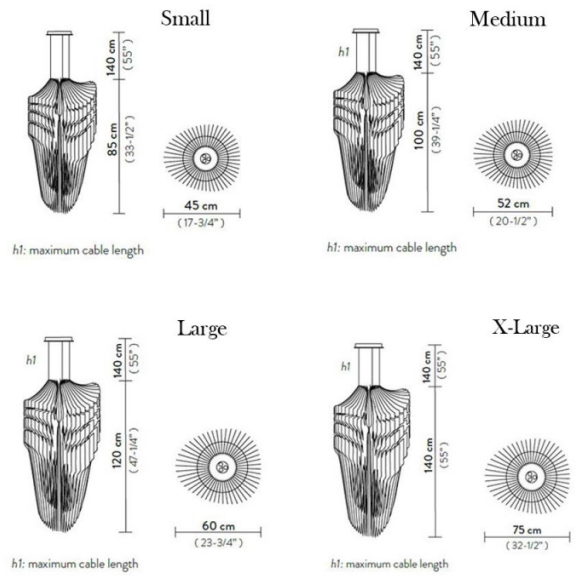 Small
140 cm
(55")
85 cm
(33-1/2")
45 cm
(17-3/4")
h1: maximum cable length
Medium
h1
140 cm
(55")
100 cm
(39-1/4")
52 cm
(20-1/2")
h1: maximum cable length
Large
h1
140 cm
(55")
120 cm
(47-1/4")
60 cm
(23-3/4")
h1: maximum cable length
X-Large
h1
140 cm
(55")
140 cm
(55")
75 cm
(32-1/2")
h1: maximum cable length